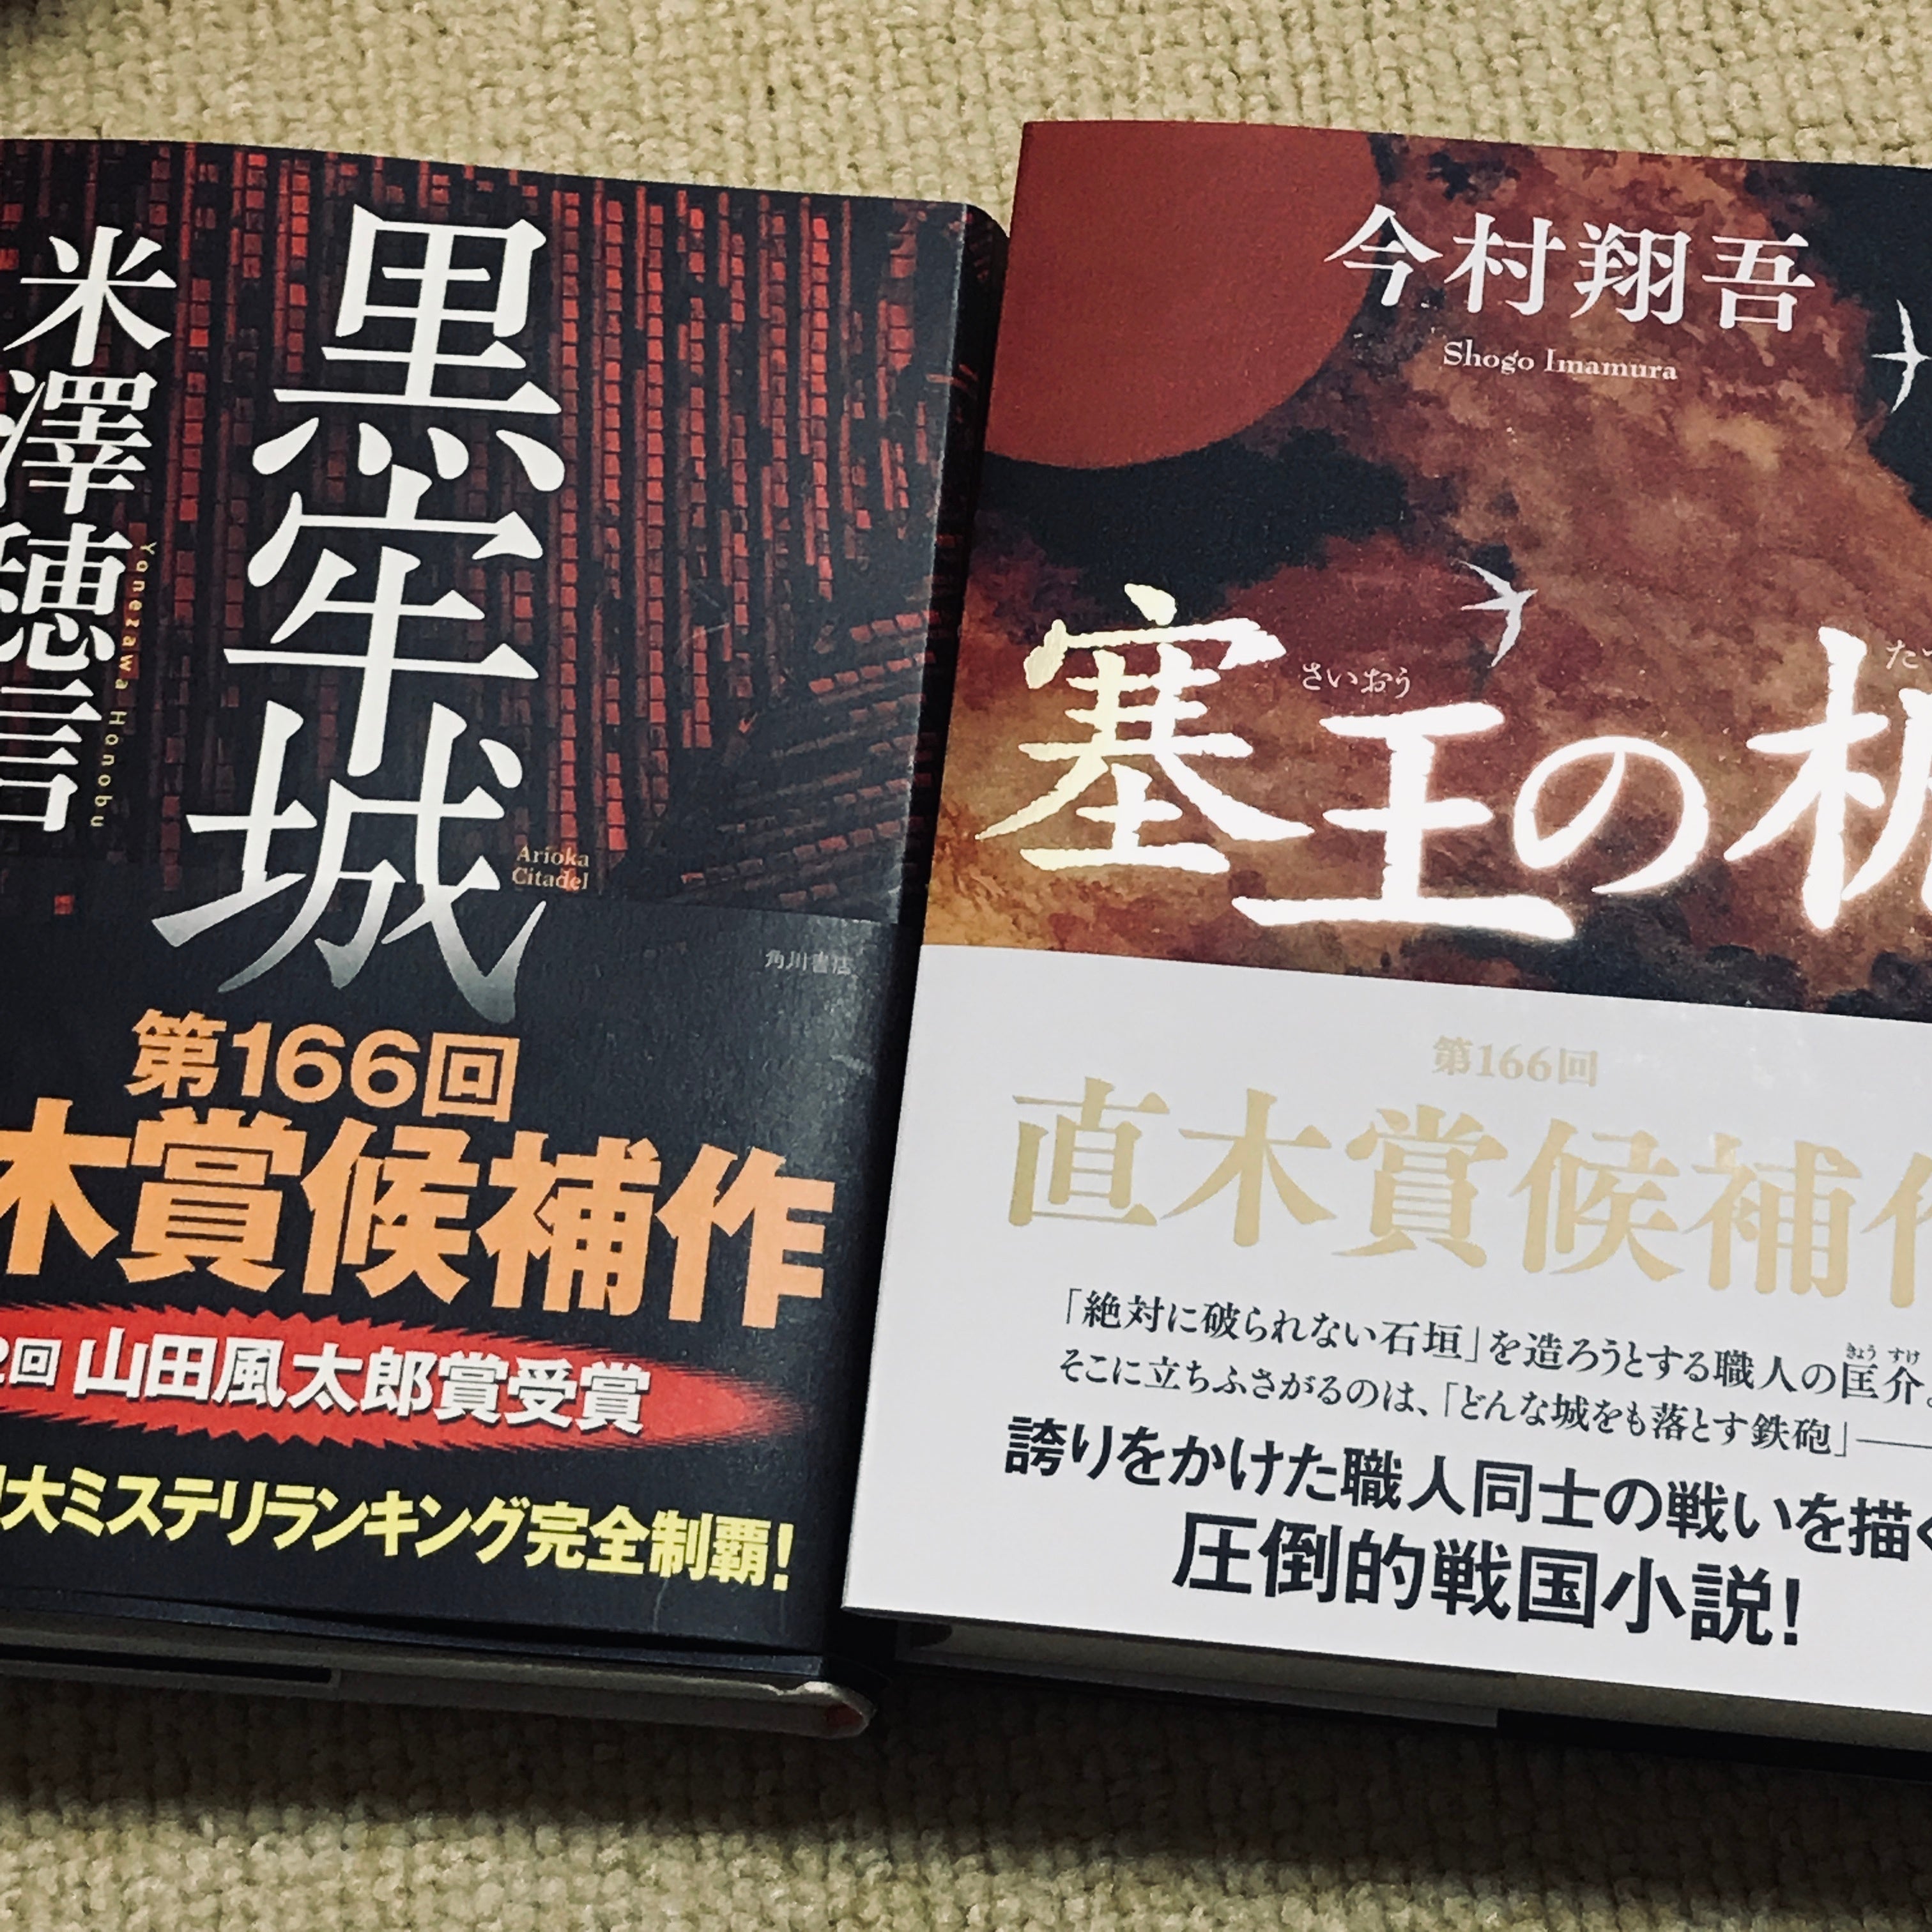 黒牢城
米澤穂信
Yonezawa Honobu
Arioka
Citadel
角川書店
第166回
木賞候補作
2回 山田風太郎賞受賞
大ミステリランキング完全制覇!
今村翔吾
Shogo Imamura
塞王の
さいおう
第166回
直木賞候補作
「絶対に破られない石垣」を造ろうとする職人の匡介。
きょうすけ
そこに立ちふさがるのは、「どんな城をも落とす鉄砲」―
誇りをかけた職人同士の戦いを描く
圧倒的戦国小説!